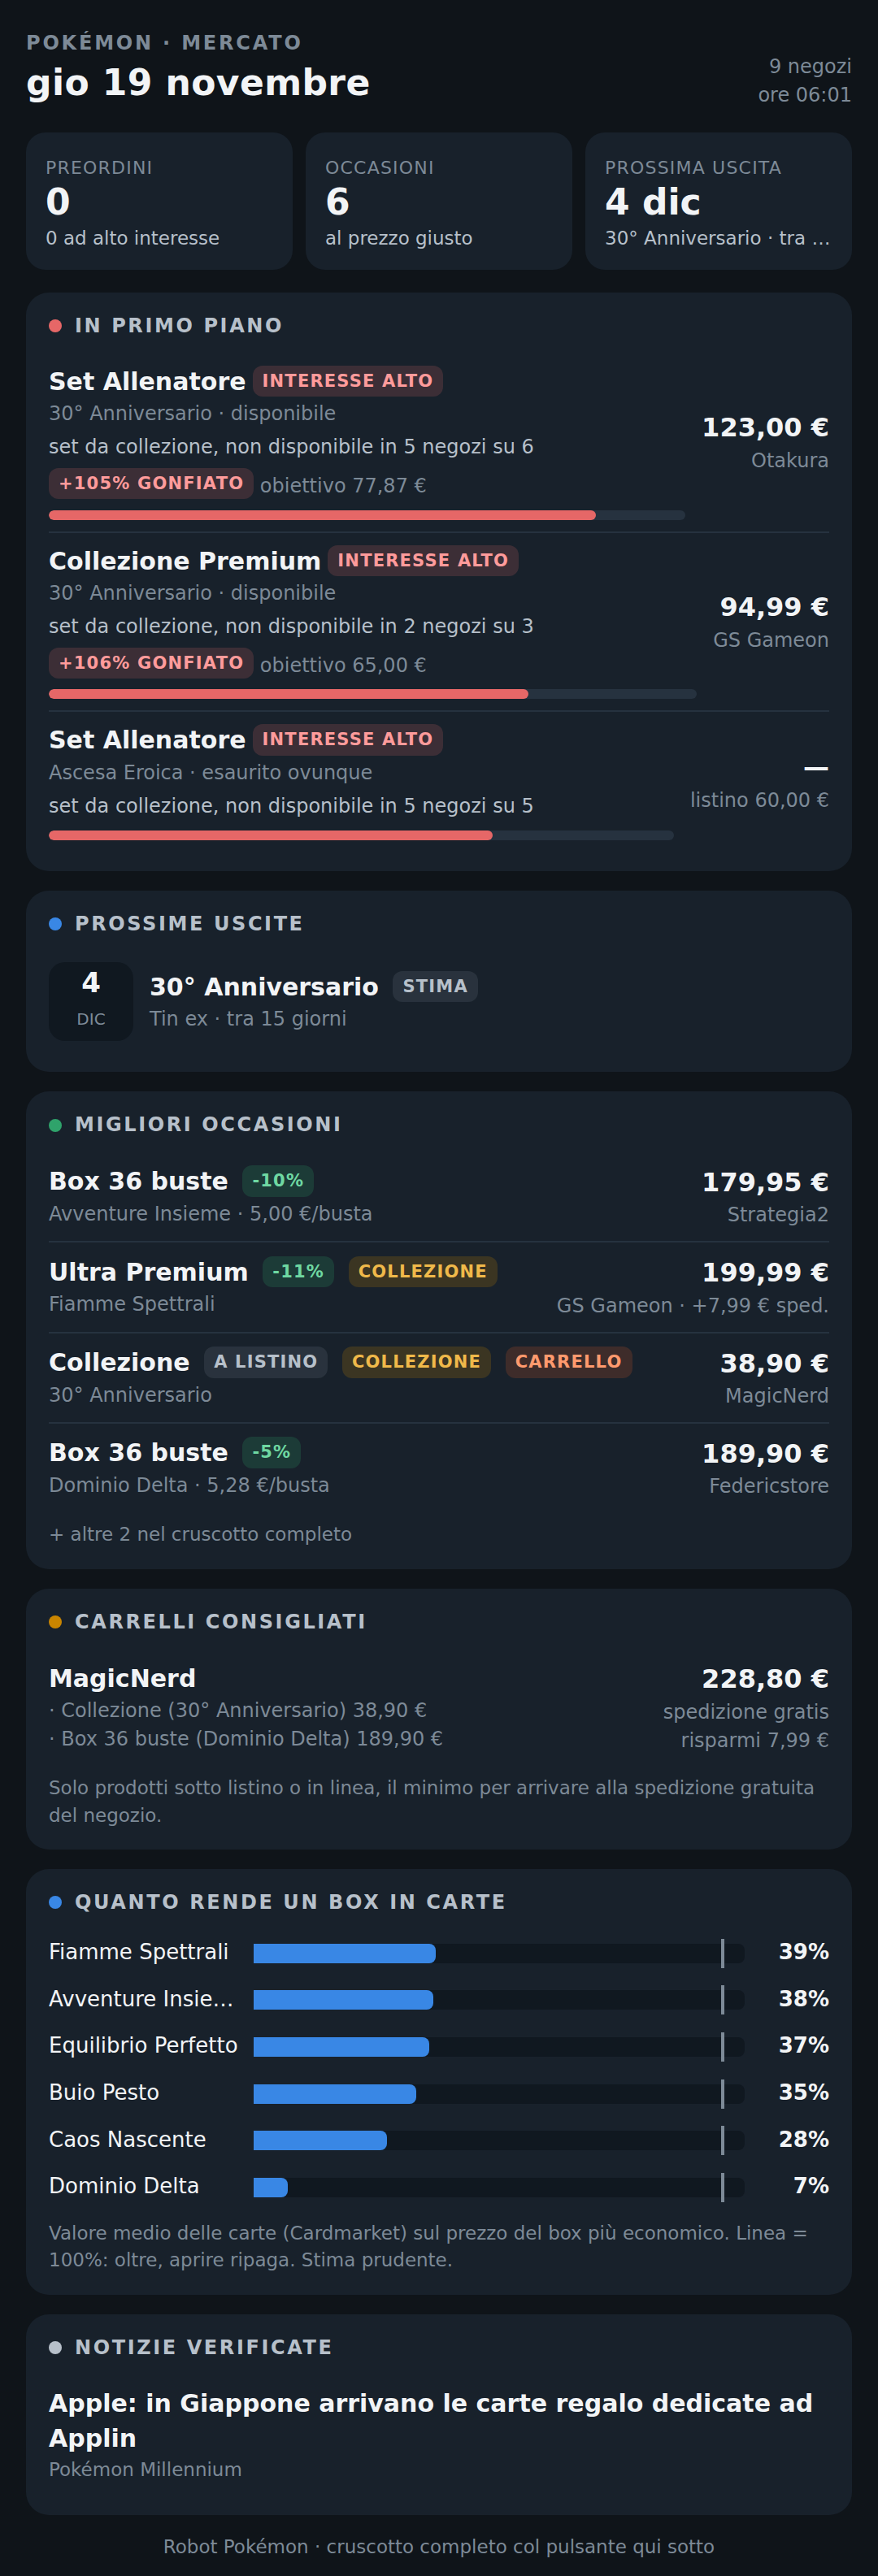 POKÉMON · MERCATO
gio 19 novembre
9 negozi
ore 06:01
PREORDINI
0
0 ad alto interesse
OCCASIONI
6
al prezzo giusto
PROSSIMA USCITA
4 dic
30° Anniversario · tra …
IN PRIMO PIANO
Set Allenatore INTERESSE ALTO
30° Anniversario · disponibile
set da collezione, non disponibile in 5 negozi su 6
+105% GONFIATO obiettivo 77,87 €
123,00 €
Otakura
Collezione Premium INTERESSE ALTO
30° Anniversario · disponibile
set da collezione, non disponibile in 2 negozi su 3
+106% GONFIATO obiettivo 65,00 €
94,99 €
GS Gameon
Set Allenatore INTERESSE ALTO
Ascesa Eroica · esaurito ovunque
set da collezione, non disponibile in 5 negozi su 5
—
listino 60,00 €
PROSSIME USCITE
4
DIC
30° Anniversario STIMA
Tin ex · tra 15 giorni
MIGLIORI OCCASIONI
Box 36 buste -10%
Avventure Insieme · 5,00 €/busta
179,95 €
Strategia2
Ultra Premium -11% COLLEZIONE
Fiamme Spettrali
199,99 €
GS Gameon · +7,99 € sped.
Collezione A LISTINO COLLEZIONE CARRELLO
30° Anniversario
38,90 €
MagicNerd
Box 36 buste -5%
Dominio Delta · 5,28 €/busta
189,90 €
Federicstore
+ altre 2 nel cruscotto completo
CARRELLI CONSIGLIATI
MagicNerd
· Collezione (30° Anniversario) 38,90 €
· Box 36 buste (Dominio Delta) 189,90 €
228,80 €
spedizione gratis
risparmi 7,99 €
Solo prodotti sotto listino o in linea, il minimo per arrivare alla spedizione gratuita
del negozio.
QUANTO RENDE UN BOX IN CARTE
Fiamme Spettrali 39%
Avventure Insie… 38%
Equilibrio Perfetto 37%
Buio Pesto 35%
Caos Nascente 28%
Dominio Delta 7%
Valore medio delle carte (Cardmarket) sul prezzo del box più economico. Linea =
100%: oltre, aprire ripaga. Stima prudente.
NOTIZIE VERIFICATE
Apple: in Giappone arrivano le carte regalo dedicate ad
Applin
Pokémon Millennium
Robot Pokémon · cruscotto completo col pulsante qui sotto